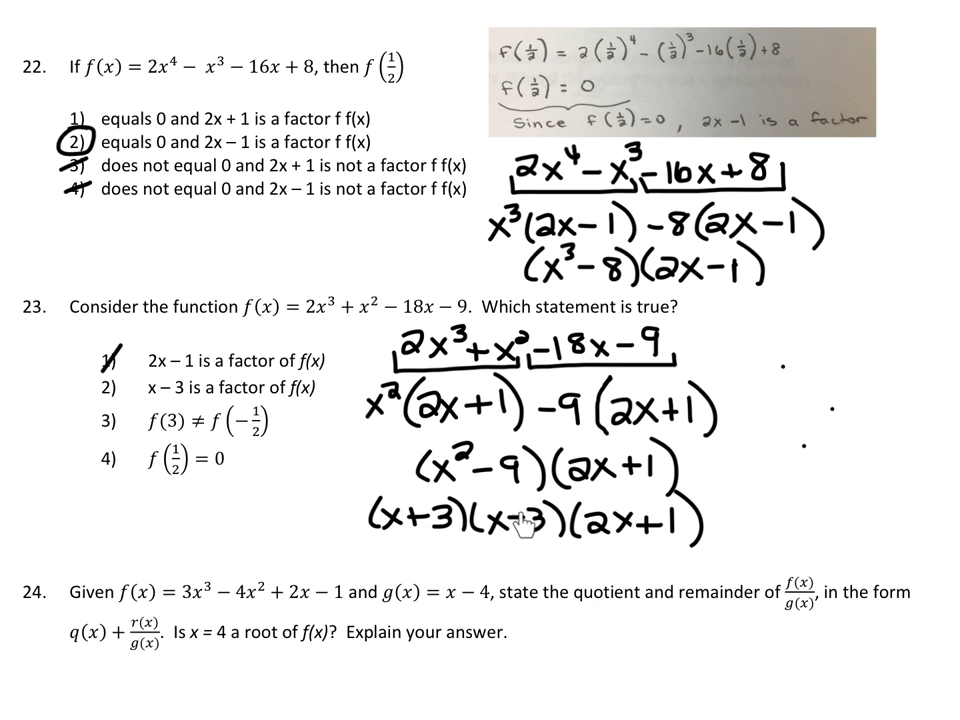 22. If f(x) = 2x⁴ − x³ − 16x + 8, then f(1/2)
1) equals 0 and 2x + 1 is a factor f f(x)
2) equals 0 and 2x – 1 is a factor f f(x)
3) does not equal 0 and 2x + 1 is not a factor f f(x)
4) does not equal 0 and 2x – 1 is not a factor f f(x)
f(1/2) = 2(1/2)⁴ − (1/2)³ − 16(1/2) + 8
f(1/2) = 0
Since f(1/2) = 0, 2x − 1 is a factor
2x⁴ − x³ − 16x + 8
x³(2x − 1) − 8(2x − 1)
(x³ − 8)(2x − 1)
23. Consider the function f(x) = 2x³ + x² − 18x − 9. Which statement is true?
1) 2x – 1 is a factor of f(x)
2) x – 3 is a factor of f(x)
3) f(3) ≠ f(−1/2)
4) f(1/2) = 0
2x³ + x² − 18x − 9
x²(2x + 1) − 9(2x + 1)
(x² − 9)(2x + 1)
(x + 3)(x − 3)(2x + 1)
24. Given f(x) = 3x³ − 4x² + 2x − 1 and g(x) = x − 4, state the quotient and remainder of f(x)/g(x), in the form
q(x) + r(x)/g(x). Is x = 4 a root of f(x)? Explain your answer.